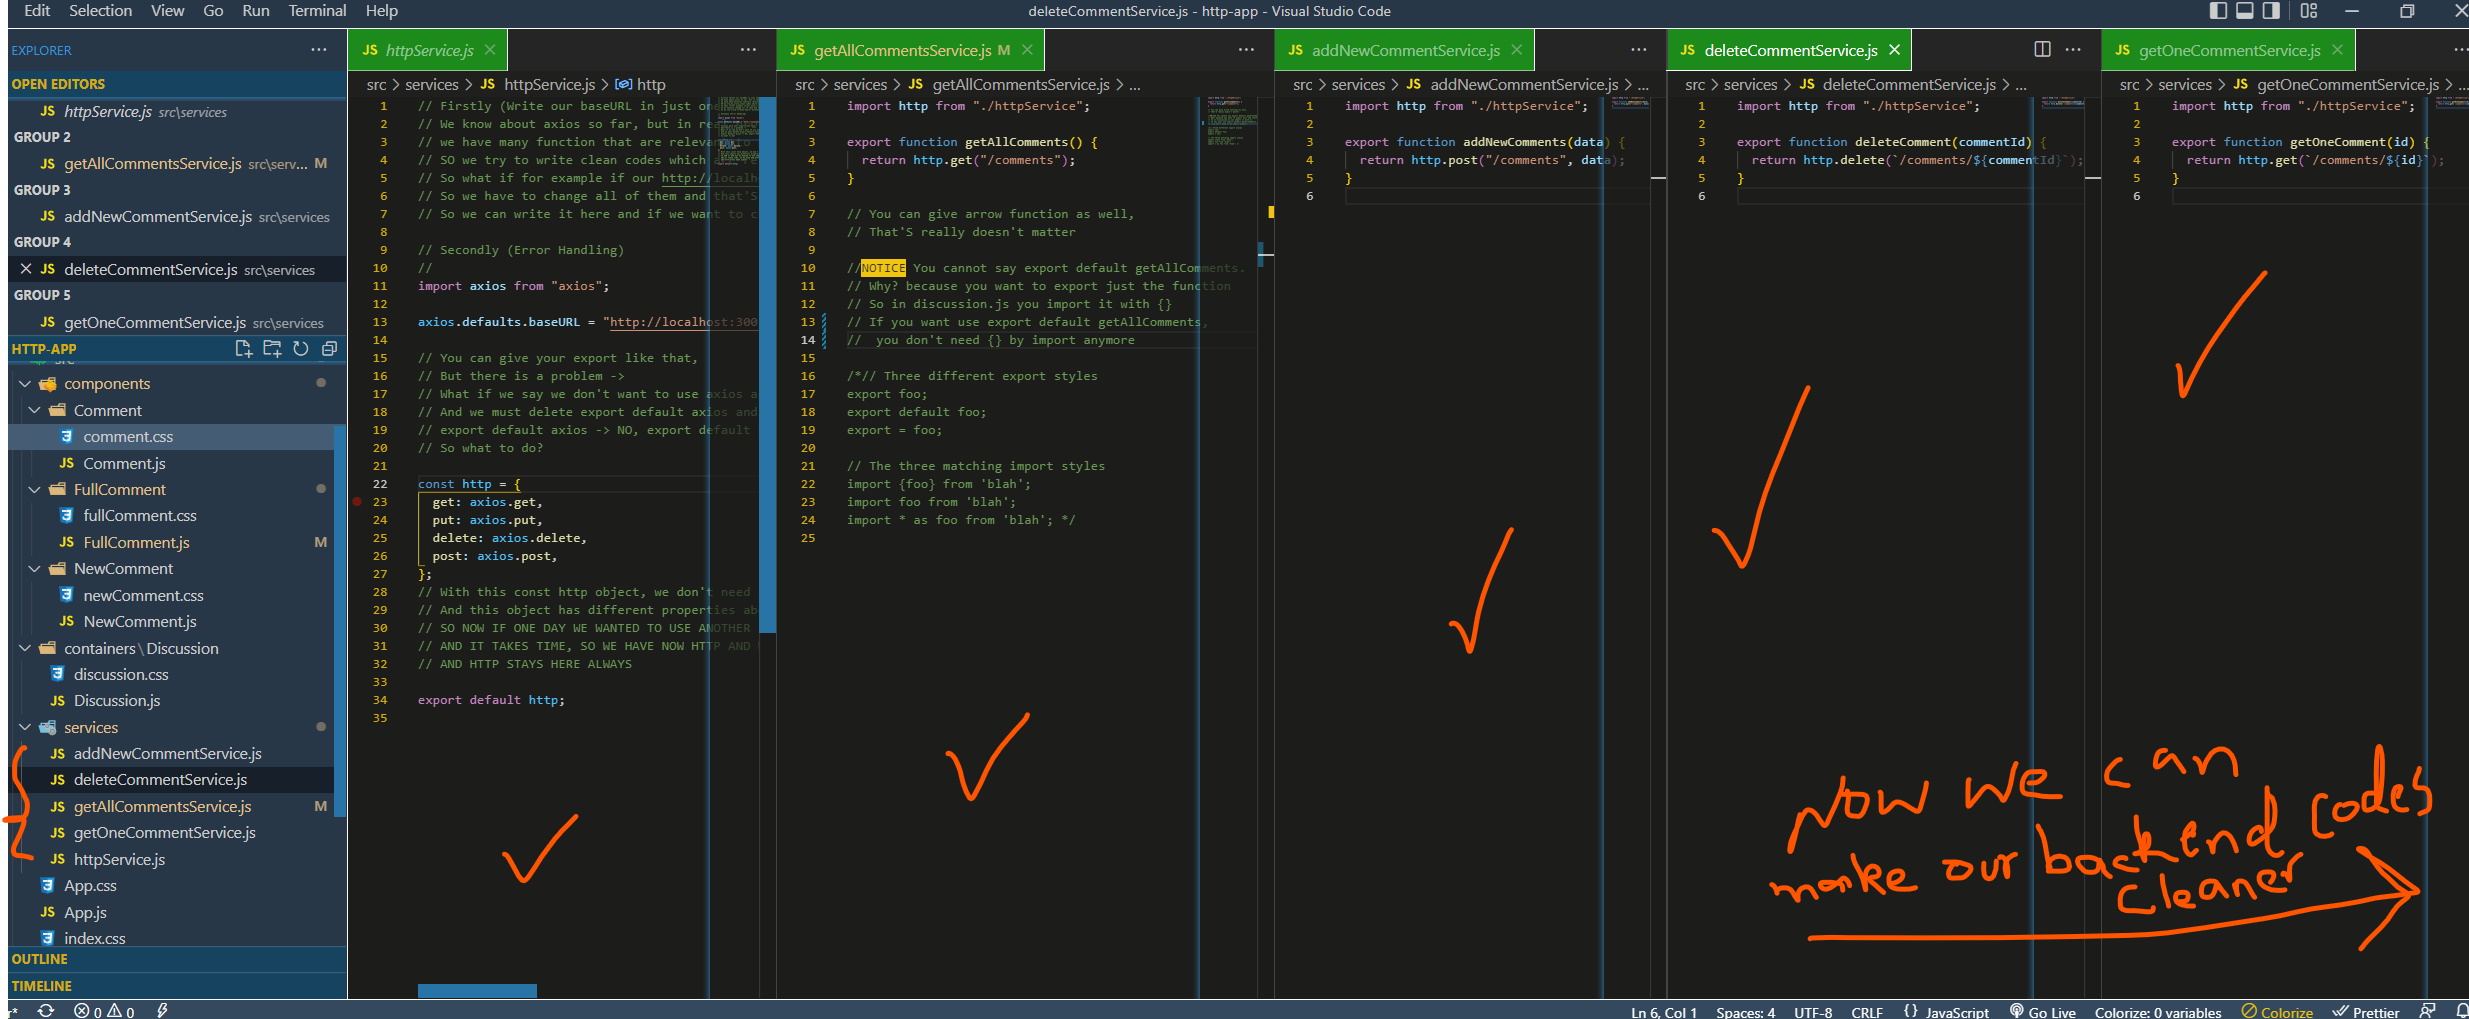 Edit Selection View Go Run Terminal Help
deleteCommentService.js - http-app - Visual Studio Code
EXPLORER
OPEN EDITORS
JS httpService.js src\services
GROUP 2
JS getAllCommentsService.js src\serv... M
GROUP 3
JS addNewCommentService.js src\services
GROUP 4
JS deleteCommentService.js src\services
GROUP 5
JS getOneCommentService.js src\services
HTTP-APP
src
components
Comment
comment.css
JS Comment.js
FullComment
fullComment.css
JS FullComment.js M
NewComment
newComment.css
JS NewComment.js
containers\Discussion
discussion.css
JS Discussion.js
services
JS addNewCommentService.js
JS deleteCommentService.js
JS getAllCommentsService.js M
JS getOneCommentService.js
JS httpService.js
App.css
JS App.js
index.css
OUTLINE
TIMELINE
JS httpService.js
src > services > JS httpService.js > http
1 // Firstly (Write our baseURL in just
2 // We know about axios so far, but in
3 // we have many function that are
4 // SO we try to write clean codes which
5 // So what if for example if our
6 // So we have to change all of them and that'S
7 // So we can write it here and if we want to
8
9 // Secondly (Error Handling)
10 //
11 import axios from "axios";
12
13 axios.defaults.baseURL = "http://localhost:300
14
15 // You can give your export like that,
16 // But there is a problem ->
17 // What if we say we don't want to use axios
18 // And we must delete export default axios and
19 // export default axios -> NO, export default
20 // So what to do?
21
22 const http = {
23 get: axios.get,
24 put: axios.put,
25 delete: axios.delete,
26 post: axios.post,
27 };
28 // With this const http object, we don't need
29 // And this object has different properties
30 // SO NOW IF ONE DAY WE WANTED TO USE ANOTHER
31 // AND IT TAKES TIME, SO WE HAVE NOW HTTP AND
32 // AND HTTP STAYS HERE ALWAYS
33
34 export default http;
35
JS getAllCommentsService.js M
src > services > JS getAllCommentsService.js > ...
1 import http from "./httpService";
2
3 export function getAllComments() {
4 return http.get("/comments");
5 }
6
7 // You can give arrow function as well,
8 // That'S really doesn't matter
9
10 //NOTICE You cannot say export default getAllComments.
11 // Why? because you want to export just the function
12 // So in discussion.js you import it with {}
13 // If you want use export default getAllComments,
14 // you don't need {} by import anymore
15
16 /*// Three different export styles
17 export foo;
18 export default foo;
19 export = foo;
20
21 // The three matching import styles
22 import {foo} from 'blah';
23 import foo from 'blah';
24 import * as foo from 'blah'; */
25
JS addNewCommentService.js
src > services > JS addNewCommentService.js > ...
1 import http from "./httpService";
2
3 export function addNewComments(data) {
4 return http.post("/comments", data);
5 }
6
JS deleteCommentService.js
src > services > JS deleteCommentService.js > ...
1 import http from "./httpService";
2
3 export function deleteComment(commentId) {
4 return http.delete(`/comments/${commentId}`);
5 }
6
JS getOneCommentService.js
src > services > JS getOneCommentService.js > ...
1 import http from "./httpService";
2
3 export function getOneComment(id) {
4 return http.get(`/comments/${id}`);
5 }
6
Now we can
make our backend codes
cleaner
0 0
Ln 6, Col 1 Spaces: 4 UTF-8 CRLF {} JavaScript Go Live Colorize: 0 variables Colorize Prettier